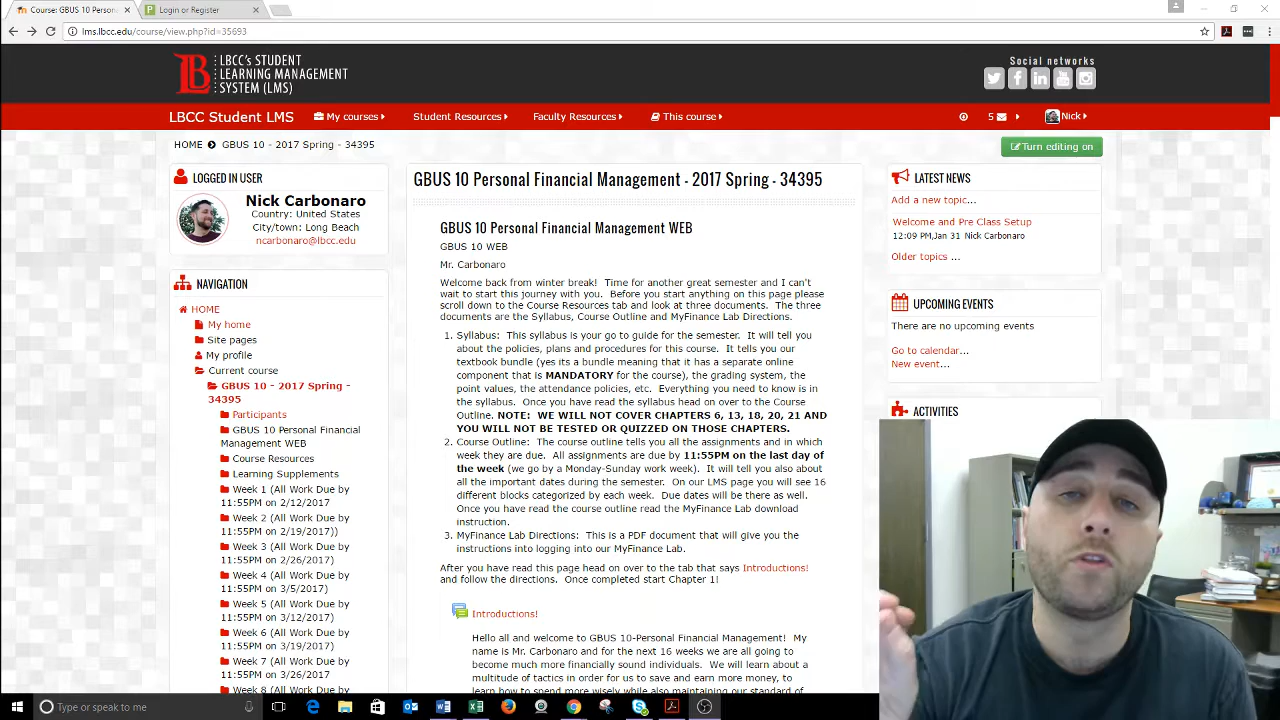 Course: GBUS 10 Person
Login or Register
lms.lbcc.edu/course/view.php?id=35693
LBCC's STUDENT
LEARNING MANAGEMENT
SYSTEM (LMS)
Social networks
LBCC Student LMS
My courses
Student Resources
Faculty Resources
This course
5
Nick
HOME
GBUS 10 - 2017 Spring - 34395
Turn editing on
LOGGED IN USER
Nick Carbonaro
Country: United States
City/town: Long Beach
ncarbonaro@lbcc.edu
NAVIGATION
HOME
My home
Site pages
My profile
Current course
GBUS 10 - 2017 Spring -
34395
Participants
GBUS 10 Personal Financial
Management WEB
Course Resources
Learning Supplements
Week 1 (All Work Due by
11:55PM on 2/12/2017
Week 2 (All Work Due by
11:55PM on 2/19/2017))
Week 3 (All Work Due by
11:55PM on 2/26/2017)
Week 4 (All Work Due by
11:55PM on 3/5/2017)
Week 5 (All Work Due by
11:55PM on 3/12/2017)
Week 6 (All Work Due by
11:55PM on 3/19/2017)
Week 7 (All Work Due by
11:55PM on 3/26/2017
Week 8 (All Work Due by
GBUS 10 Personal Financial Management - 2017 Spring - 34395
GBUS 10 Personal Financial Management WEB
GBUS 10 WEB
Mr. Carbonaro
Welcome back from winter break! Time for another great semester and I can't
wait to start this journey with you. Before you start anything on this page please
scroll down to the Course Resources tab and look at three documents. The three
documents are the Syllabus, Course Outline and MyFinance Lab Directions.
1. Syllabus: This syllabus is your go to guide for the semester. It will tell you
about the policies, plans and procedures for this course. It tells you our
textbook bundle (yes its a bundle meaning that it has a separate online
component that is MANDATORY for the course), the grading system, the
point values, the attendance policies, etc. Everything you need to know is in
the syllabus. Once you have read the syllabus head on over to the Course
Outline. NOTE: WE WILL NOT COVER CHAPTERS 6, 13, 18, 20, 21 AND
YOU WILL NOT BE TESTED OR QUIZZED ON THOSE CHAPTERS.
2. Course Outline: The course outline tells you all the assignments and in which
week they are due. All assignments are due by 11:55PM on the last day of
the week (we go by a Monday-Sunday work week). It will tell you also about
all the important dates during the semester. On our LMS page you will see 16
different blocks categorized by each week. Due dates will be there as well.
Once you have read the course outline read the MyFinance Lab download
instruction.
3. MyFinance Lab Directions: This is a PDF document that will give you the
instructions into logging into our MyFinance Lab.
After you have read this page head on over to the tab that says Introductions!
and follow the directions. Once completed start Chapter 1!
Introductions!
Hello all and welcome to GBUS 10-Personal Financial Management! My
name is Mr. Carbonaro and for the next 16 weeks we are all going to
become much more financially sound individuals. We will learn about a
multitude of tactics in order for us to save and earn more money, to
learn how to spend more wisely while also maintaining our standard of
LATEST NEWS
Add a new topic...
Welcome and Pre Class Setup
12:09 PM,Jan 31 Nick Carbonaro
Older topics ...
UPCOMING EVENTS
There are no upcoming events
Go to calendar...
New event...
ACTIVITIES
Type here to speak to me